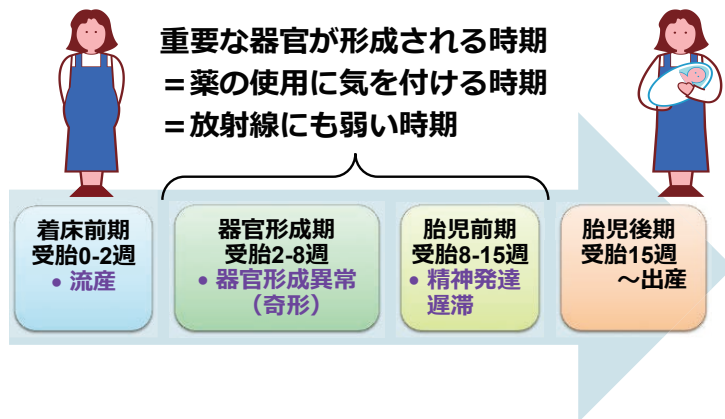 重要な器官が形成される時期
＝薬の使用に気を付ける時期
＝放射線にも弱い時期
着床前期
受胎0-2週
• 流産
器官形成期
受胎2-8週
• 器官形成異常
（奇形）
胎児前期
受胎8-15週
• 精神発達
遅滞
胎児後期
受胎15週
～出産